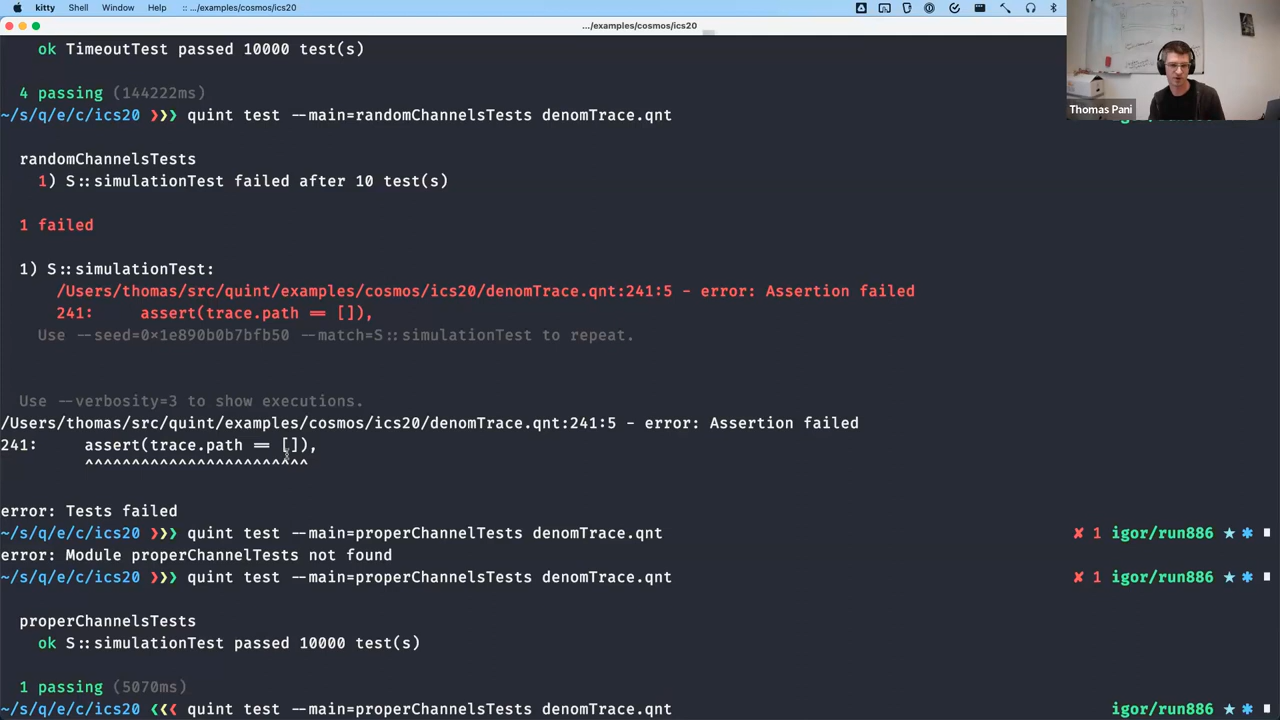 kitty Shell Window Help :: ../examples/cosmos/ics20
.../examples/cosmos/ics20
ok TimeoutTest passed 10000 test(s)
4 passing (144222ms)
Thomas Pani
~/s/q/e/c/ics20 ❯❯❯ quint test --main=randomChannelsTests denomTrace.qnt
randomChannelsTests
1) S::simulationTest failed after 10 test(s)
1 failed
1) S::simulationTest:
/Users/thomas/src/quint/examples/cosmos/ics20/denomTrace.qnt:241:5 - error: Assertion failed
241: assert(trace.path == []),
Use --seed=0x1e890b0b7bfb50 --match=S::simulationTest to repeat.
Use --verbosity=3 to show executions.
/Users/thomas/src/quint/examples/cosmos/ics20/denomTrace.qnt:241:5 - error: Assertion failed
241: assert(trace.path == []),
^^^^^^^^^^^^^^^^^^^^^^^^
error: Tests failed
~/s/q/e/c/ics20 ❯❯❯ quint test --main=properChannelTests denomTrace.qnt ✘ 1 igor/run886 ★ ✱
error: Module properChannelTests not found
~/s/q/e/c/ics20 ❯❯❯ quint test --main=properChannelsTests denomTrace.qnt ✘ 1 igor/run886 ★ ✱
properChannelsTests
ok S::simulationTest passed 10000 test(s)
1 passing (5070ms)
~/s/q/e/c/ics20 ❮❮❮ quint test --main=properChannelsTests denomTrace.qnt igor/run886 ★ ✱